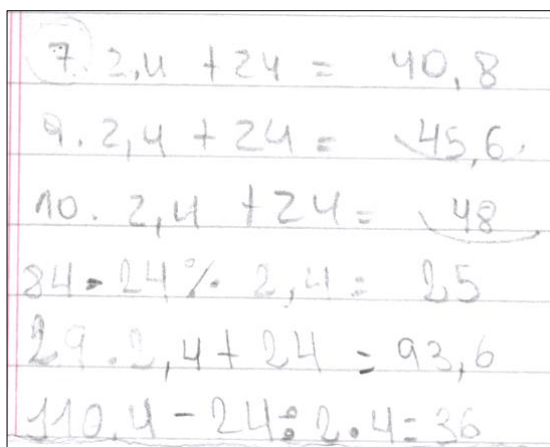 7. 2,4 + 24 = 40,8
9. 2,4 + 24 = 45,6
10. 2,4 + 24 = 48
84 - 24 % 2,4 = 25
29. 2,4 + 24 = 93,6
110.4 - 24 : 2.4 = 36